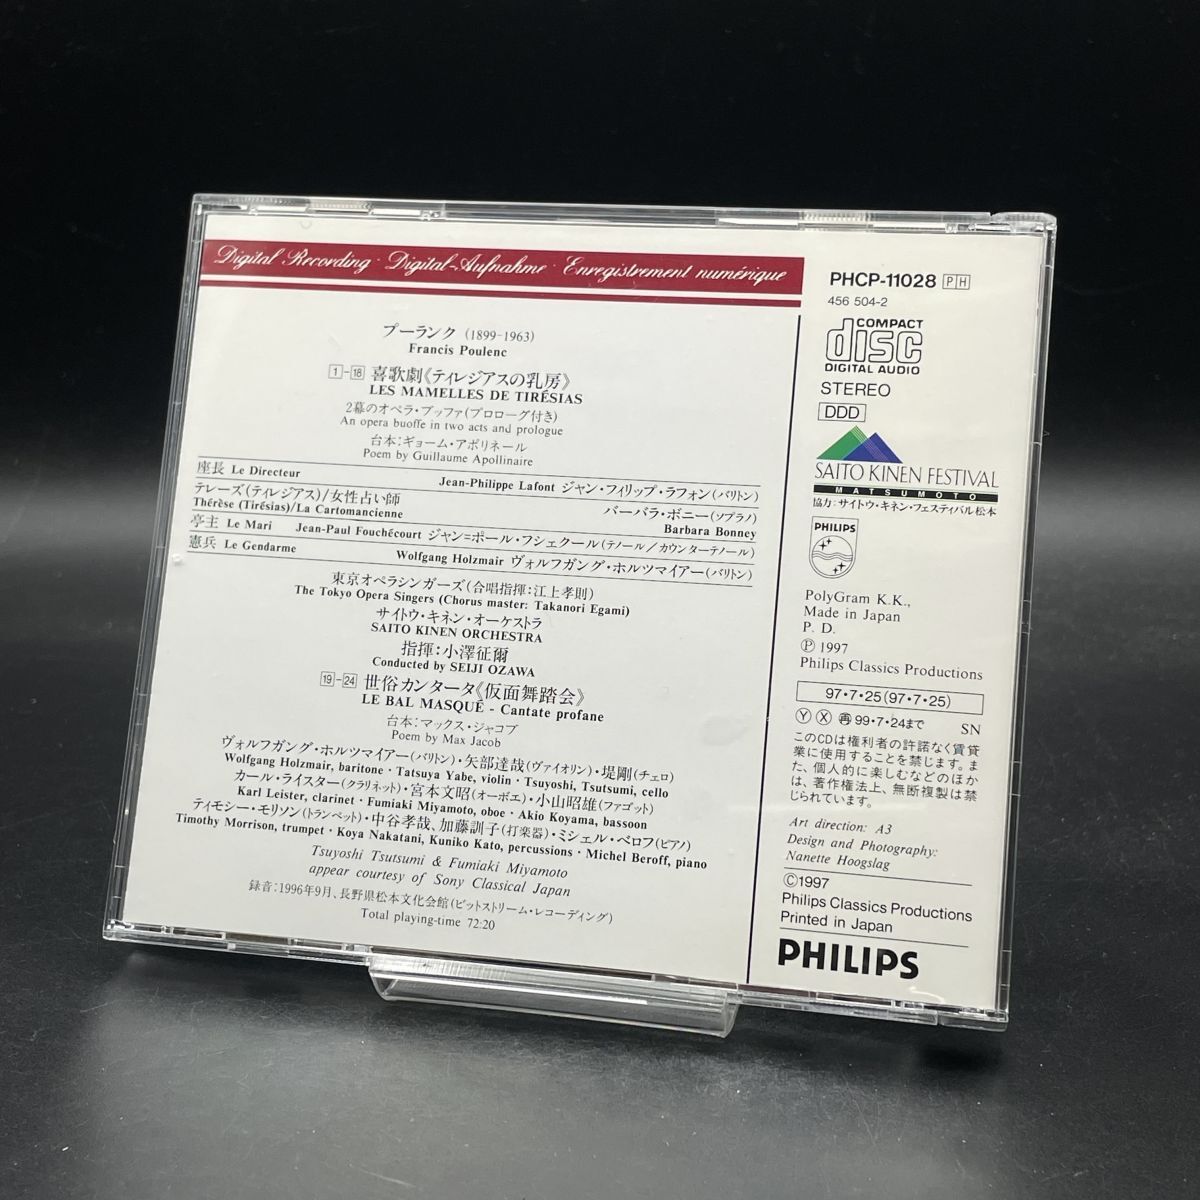 Digital Recording · Digital-Aufnahme · Enregistrement numérique
プーランク (1899-1963)
Francis Poulenc
1-18 喜歌劇《ティレジアスの乳房》
LES MAMELLES DE TIRÉSIAS
2幕のオペラ・ブッファ(プロローグ付き)
An opera buoffe in two acts and prologue
台本:ギョーム・アポリネール
Poem by Guillaume Apollinaire
座長 Le Directeur Jean-Philippe Lafont ジャン・フィリップ・ラフォン(バリトン)
テレーズ(ティレジアス)/女性占い師 バーバラ・ボニー(ソプラノ)
Thérèse (Tirésias)/La Cartomancienne Barbara Bonney
亭主 Le Mari Jean-Paul Fouchécourt ジャン=ポール・フシェクール(テノール/カウンターテノール)
憲兵 Le Gendarme Wolfgang Holzmair ヴォルフガング・ホルツマイアー(バリトン)
東京オペラシンガーズ(合唱指揮:江上孝則)
The Tokyo Opera Singers (Chorus master: Takanori Egami)
サイトウ・キネン・オーケストラ
SAITO KINEN ORCHESTRA
指揮:小澤征爾
Conducted by SEIJI OZAWA
19-24 世俗カンタータ《仮面舞踏会》
LE BAL MASQUÉ - Cantate profane
台本:マックス・ジャコブ
Poem by Max Jacob
ヴォルフガング・ホルツマイアー(バリトン)・矢部達哉(ヴァイオリン)・堤剛(チェロ)
Wolfgang Holzmair, baritone · Tatsuya Yabe, violin · Tsuyoshi, Tsutsumi, cello
カール・ライスター(クラリネット)・宮本文昭(オーボエ)・小山昭雄(ファゴット)
Karl Leister, clarinet · Fumiaki Miyamoto, oboe · Akio Koyama, bassoon
ティモシー・モリソン(トランペット)・中谷孝哉、加藤訓子(打楽器)・ミシェル・ベロフ(ピアノ)
Timothy Morrison, trumpet · Koya Nakatani, Kuniko Kato, percussions · Michel Beroff, piano
Tsuyoshi Tsutsumi & Fumiaki Miyamoto
appear courtesy of Sony Classical Japan
録音:1996年9月、長野県松本文化会館(ビットストリーム・レコーディング)
Total playing-time 72:20
PHCP-11028 PH
456 504-2
COMPACT
disc
DIGITAL AUDIO
STEREO
DDD
SAITO KINEN FESTIVAL
MATSUMOTO
協力:サイトウ・キネン・フェスティバル松本
PHILIPS
PolyGram K.K.,
Made in Japan
P. D.
Ⓟ 1997
Philips Classics Productions
97・7・25(97・7・25)
Ⓨ Ⓧ 再 99・7・24まで SN
このCDは権利者の許諾なく賃貸
業に使用することを禁じます。ま
た、個人的に楽しむなどのほか
は、著作権法上、無断複製は禁
じられています。
Art direction: A3
Design and Photography:
Nanette Hoogslag
©1997
Philips Classics Productions
Printed in Japan
PHILIPS